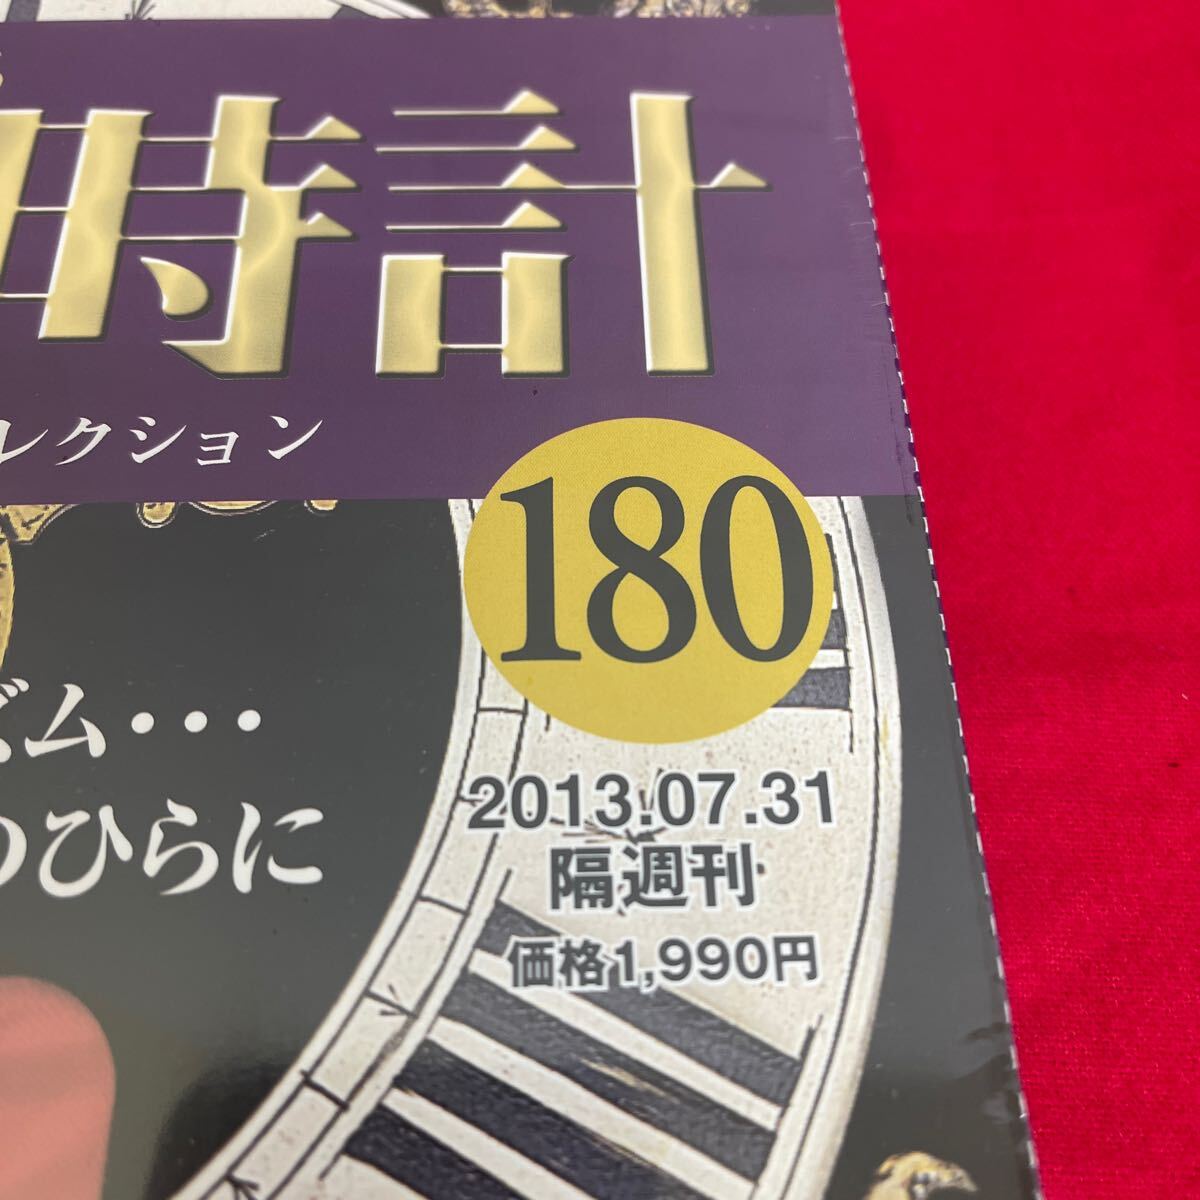 時計
レクション
180
ズム・・・
のひらに
2013.07.31
隔週刊
価格1,990円